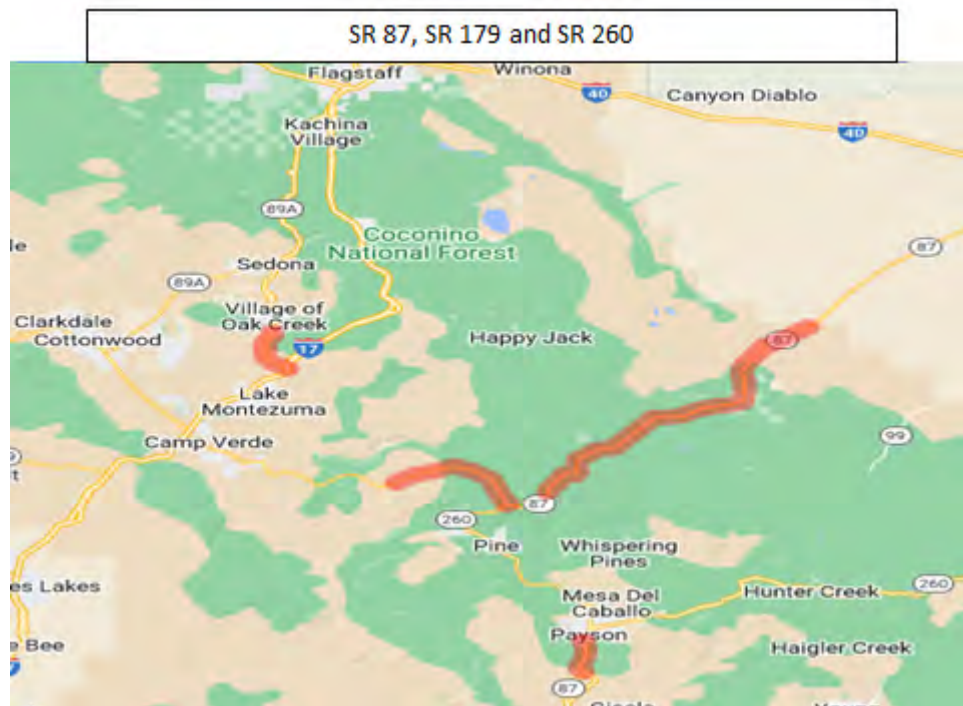 SR 87, SR 179 and SR 260
Flagstaff
Winona
40
Canyon Diablo
40
Kachina
Village
89A
87
Coconino
National Forest
Sedona
89A
Village of
Oak Creek
Clarkdale
Cottonwood
17
Happy Jack
87
Lake
Montezuma
Camp Verde
99
87
260
Pine
Whispering
Pines
es Lakes
Mesa Del
Caballo
Hunter Creek
260
Payson
Haigler Creek
e Bee
87